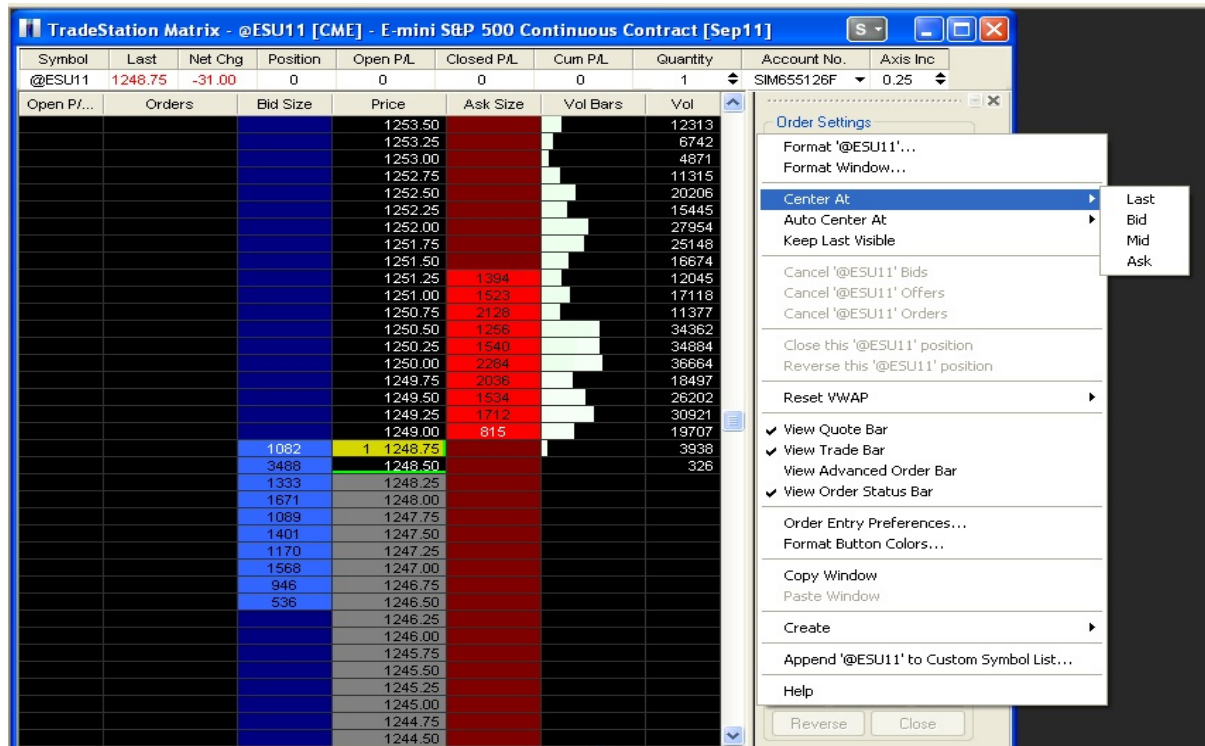 TradeStation Matrix - @ESU11 [CME] - E-mini S&P 500 Continuous Contract [Sep11] S
Symbol Last Net Chg Position Open P/L Closed P/L Cum P/L Quantity Account No. Axis Inc
@ESU11 1248.75 -31.00 0 0 0 0 1 SIM655126F 0.25
Open P/... Orders Bid Size Price Ask Size Vol Bars Vol
1253.50 12313
1253.25 6742
1253.00 4871
1252.75 11315
1252.50 20206
1252.25 15445
1252.00 27954
1251.75 25148
1251.50 16674
1251.25 1394 12045
1251.00 1523 17118
1250.75 2128 11377
1250.50 1256 34362
1250.25 1540 34884
1250.00 2284 36664
1249.75 2036 18497
1249.50 1534 26202
1249.25 1712 30921
1249.00 815 19707
1082 1 1248.75 3938
3488 1248.50 326
1333 1248.25
1671 1248.00
1089 1247.75
1401 1247.50
1170 1247.25
1568 1247.00
946 1246.75
536 1246.50
1246.25
1246.00
1245.75
1245.50
1245.25
1245.00
1244.75
1244.50
Order Settings
Format '@ESU11'...
Format Window...
Center At
Auto Center At
Keep Last Visible
Cancel '@ESU11' Bids
Cancel '@ESU11' Offers
Cancel '@ESU11' Orders
Close this '@ESU11' position
Reverse this '@ESU11' position
Reset VWAP
View Quote Bar
View Trade Bar
View Advanced Order Bar
View Order Status Bar
Order Entry Preferences...
Format Button Colors...
Copy Window
Paste Window
Create
Append '@ESU11' to Custom Symbol List...
Help
Last
Bid
Mid
Ask
Reverse Close